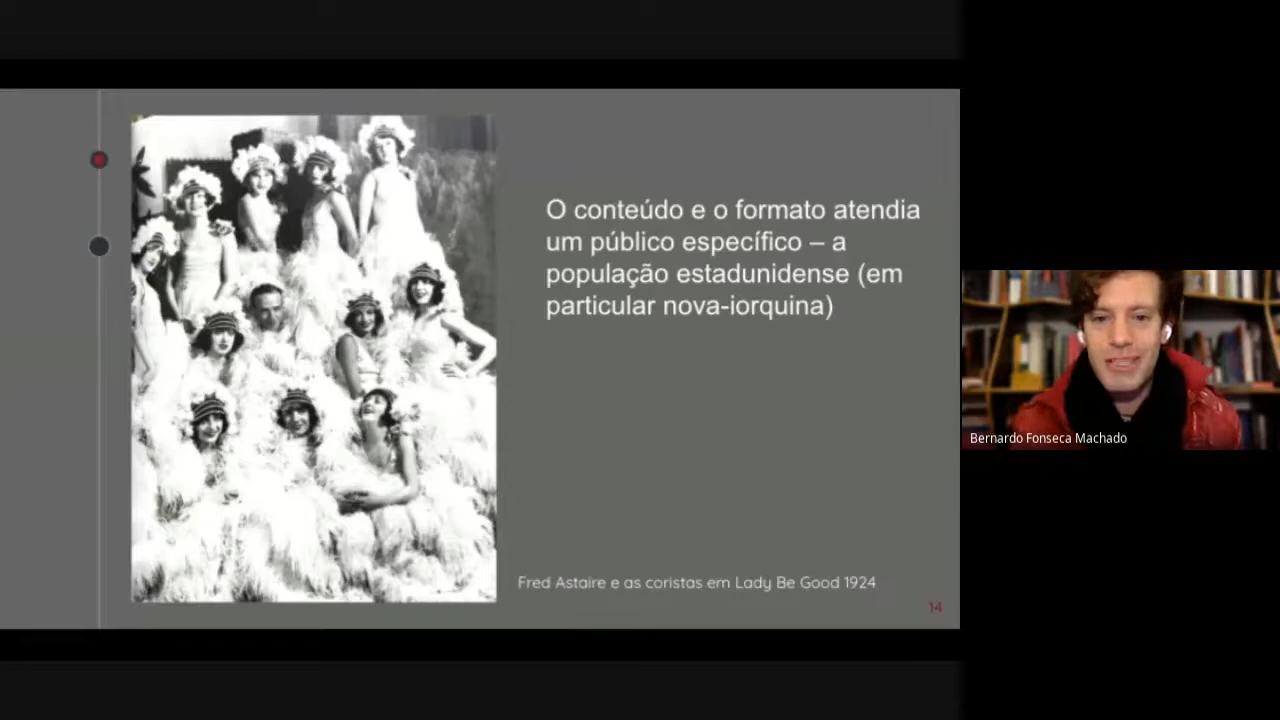 O conteúdo e o formato atendia
um público específico – a
população estadunidense (em
particular nova-iorquina)
Fred Astaire e as coristas em Lady Be Good 1924
14
Bernardo Fonseca Machado